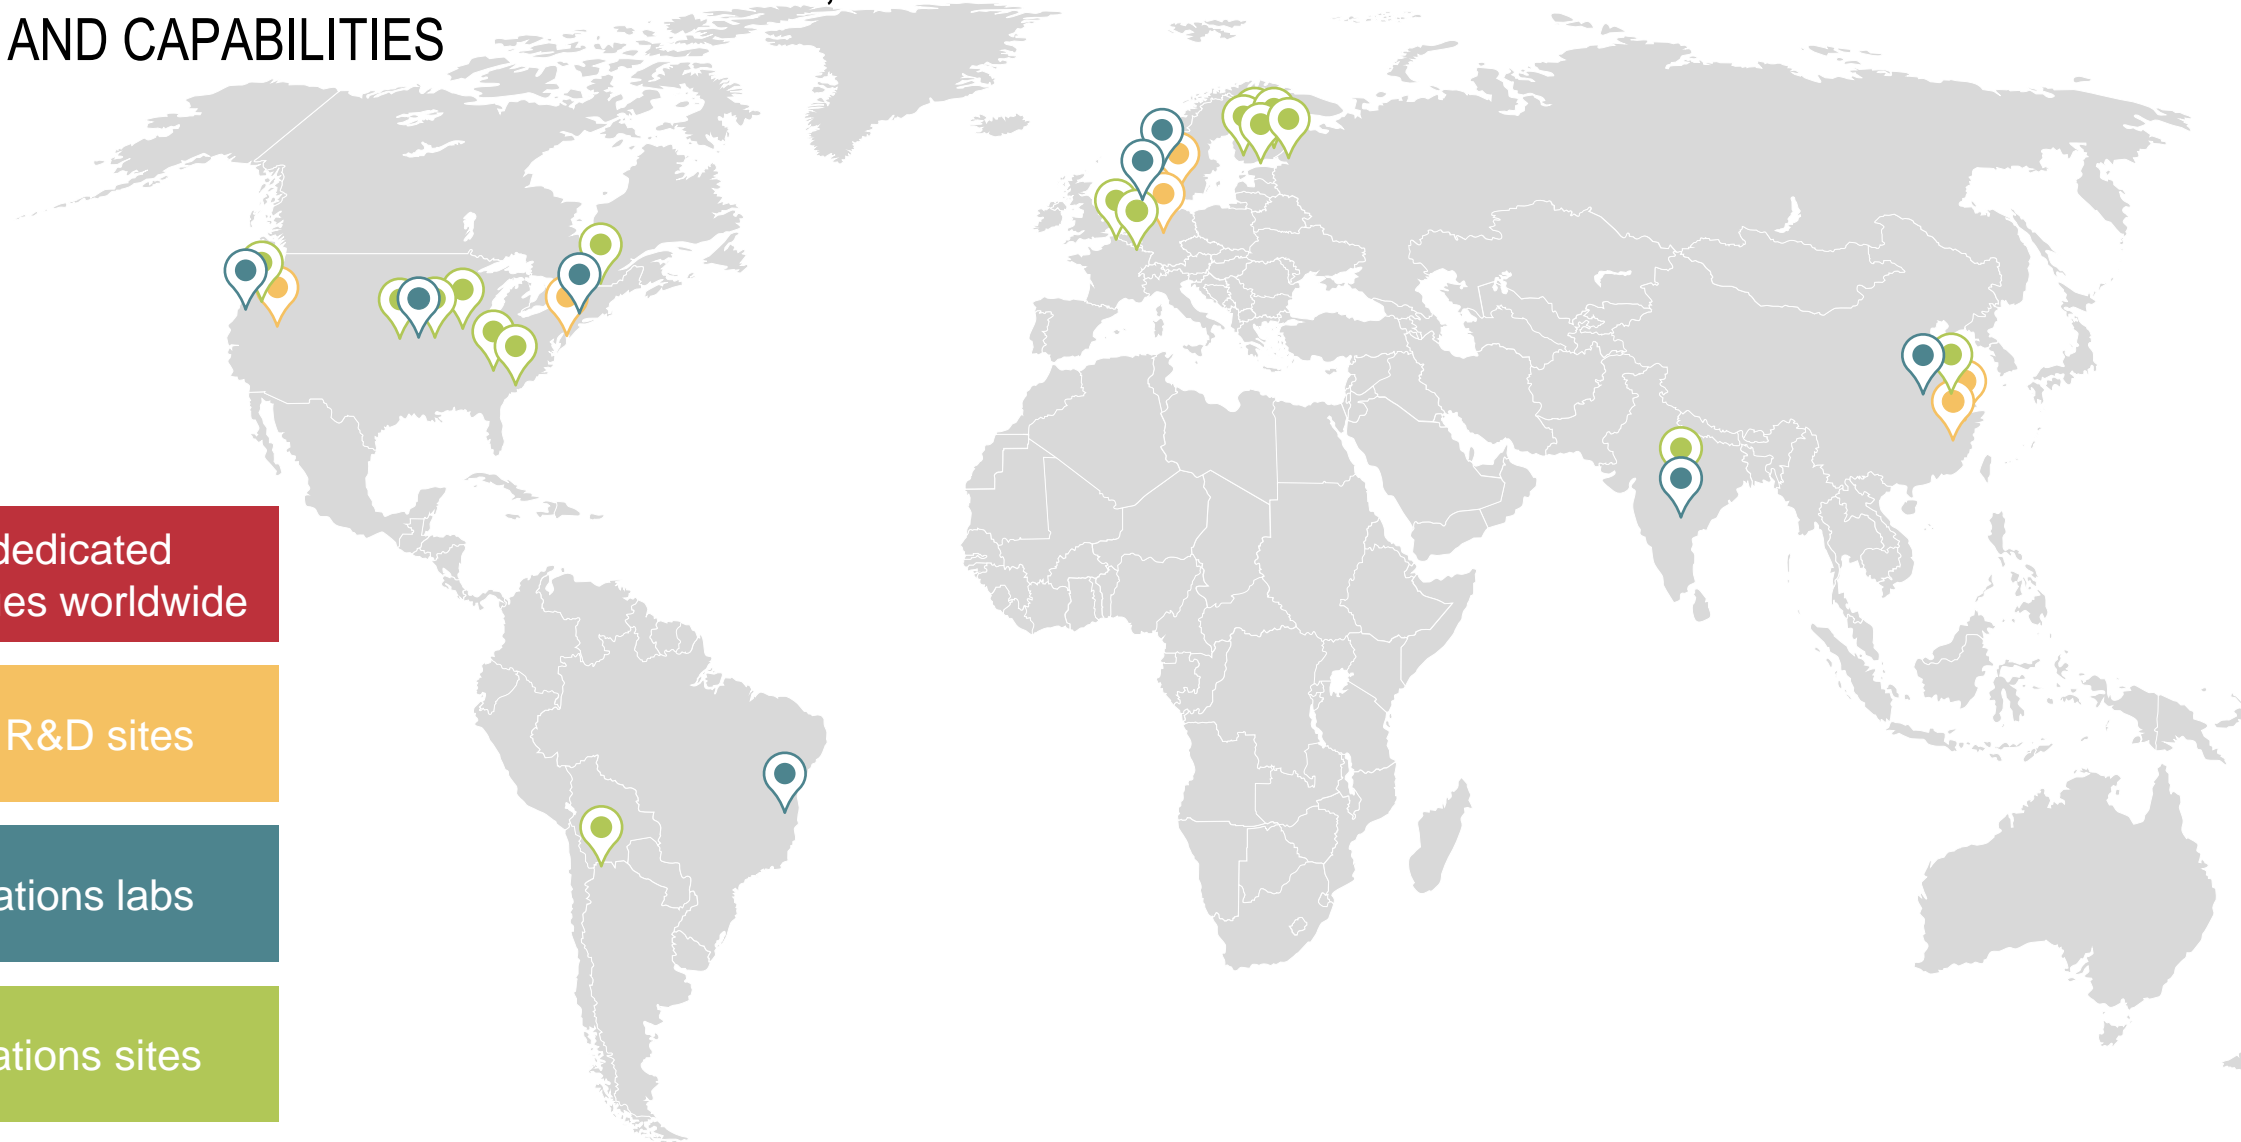 AND CAPABILITIES
dedicated
es worldwide
R&D sites
ations labs
ations sites